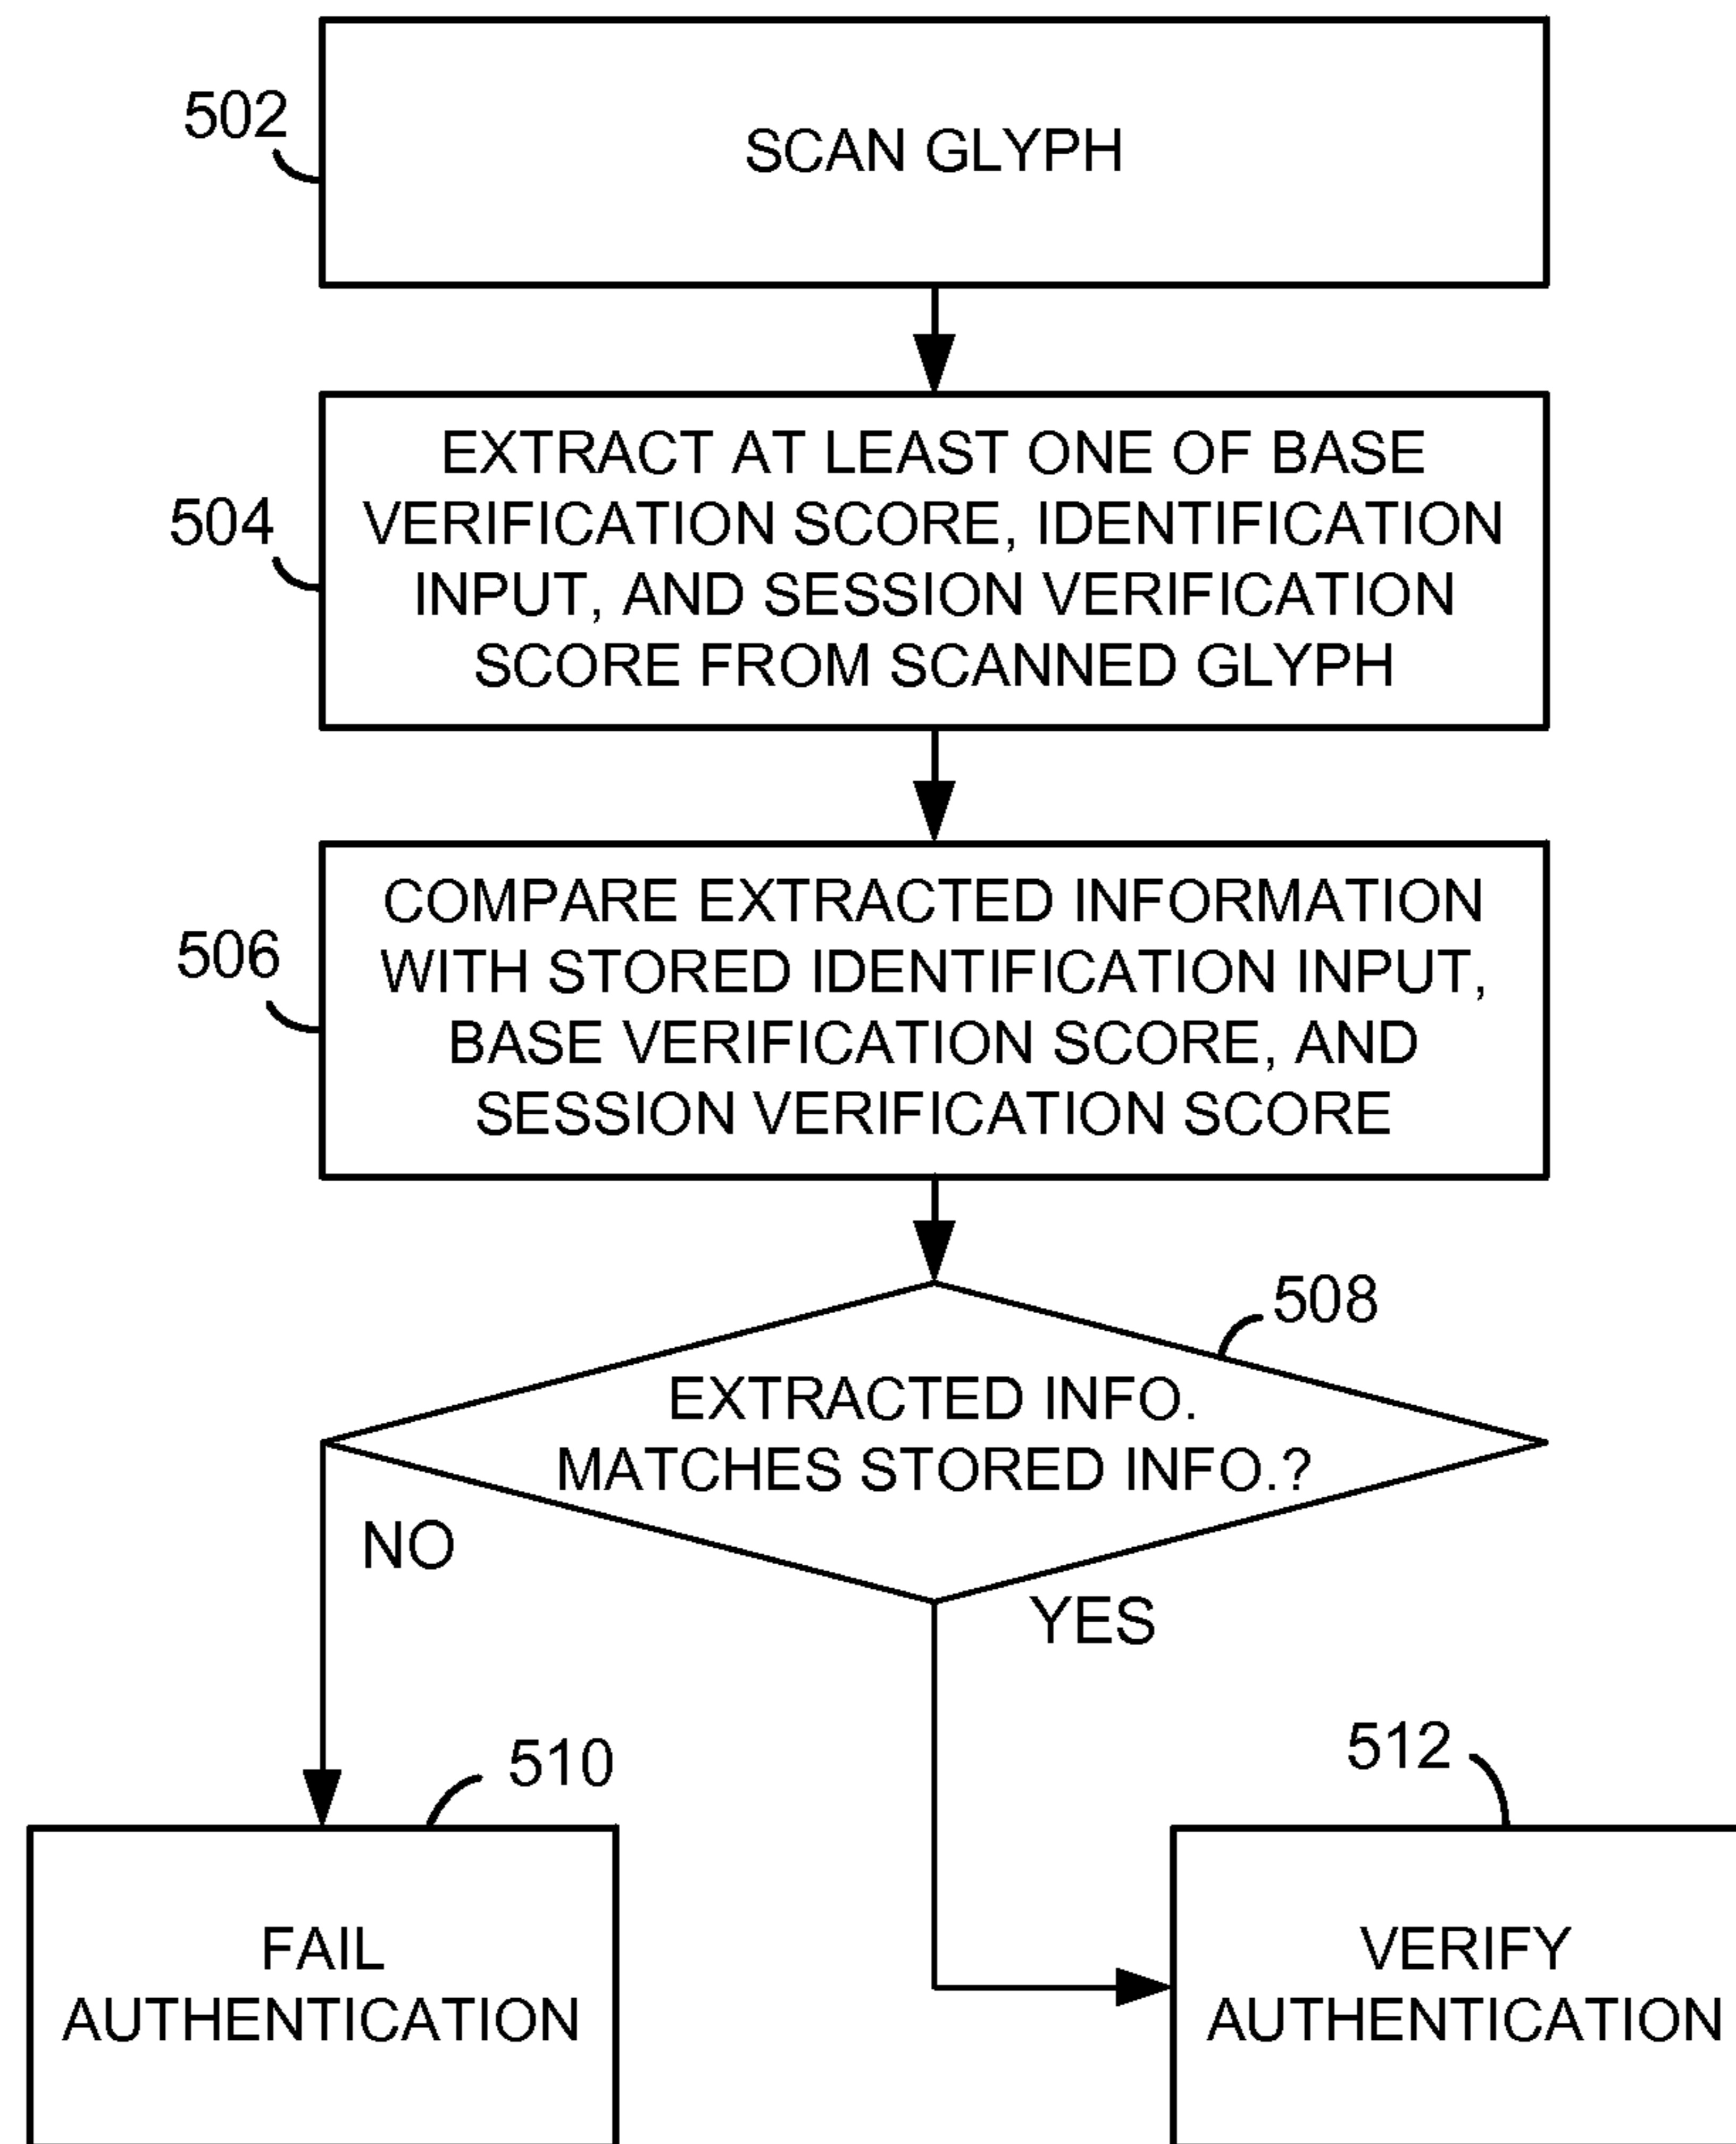 502
SCAN GLYPH
504
EXTRACT AT LEAST ONE OF BASE
VERIFICATION SCORE, IDENTIFICATION
INPUT, AND SESSION VERIFICATION
SCORE FROM SCANNED GLYPH
506
COMPARE EXTRACTED INFORMATION
WITH STORED IDENTIFICATION INPUT,
BASE VERIFICATION SCORE, AND
SESSION VERIFICATION SCORE
508
EXTRACTED INFO.
MATCHES STORED INFO.?
NO
YES
510
FAIL
AUTHENTICATION
512
VERIFY
AUTHENTICATION